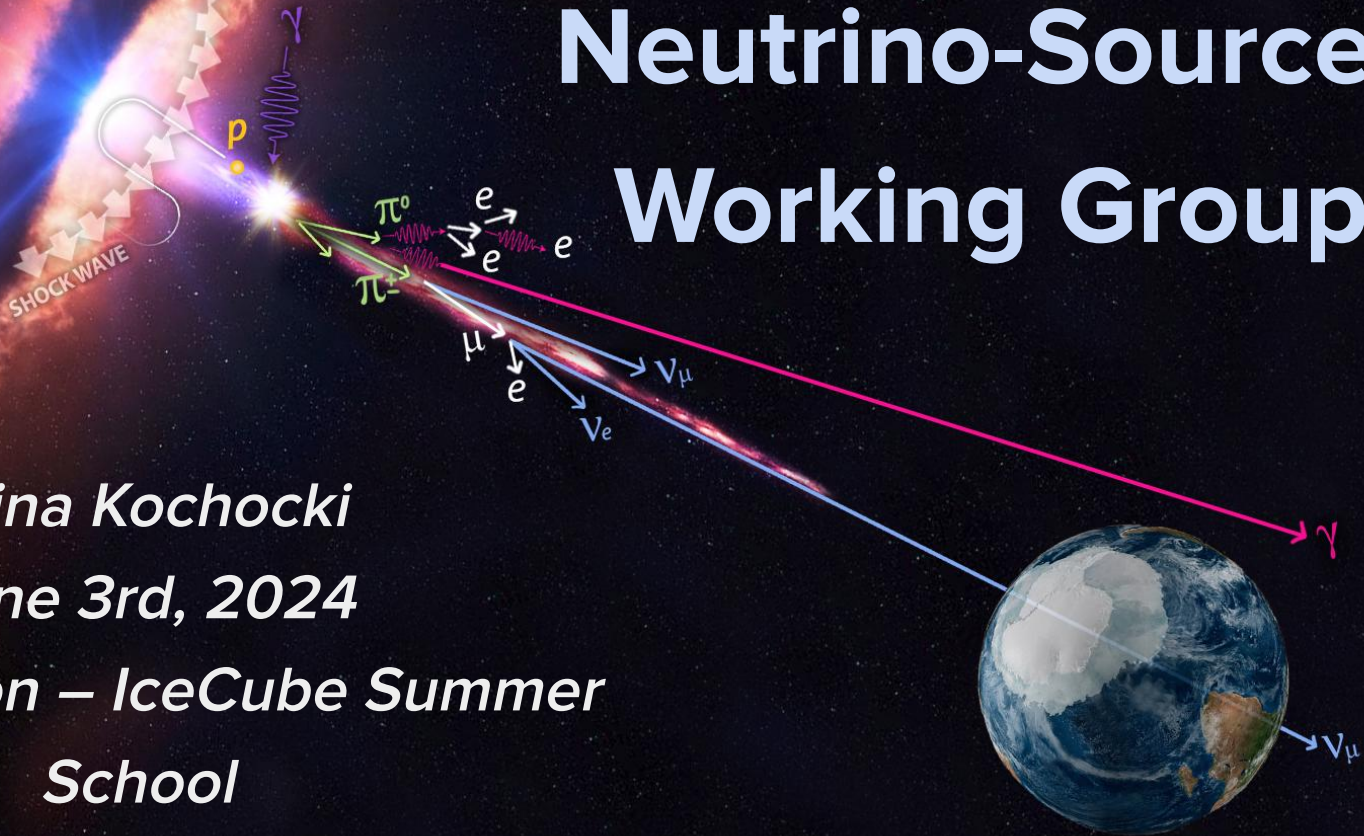 Neutrino-Source
Working Group
γ
p
SHOCK WAVE
π⁰
e
e
e
π±
μ
e
νμ
νe
ina Kochocki
ne 3rd, 2024
on – IceCube Summer
School
γ
νμ